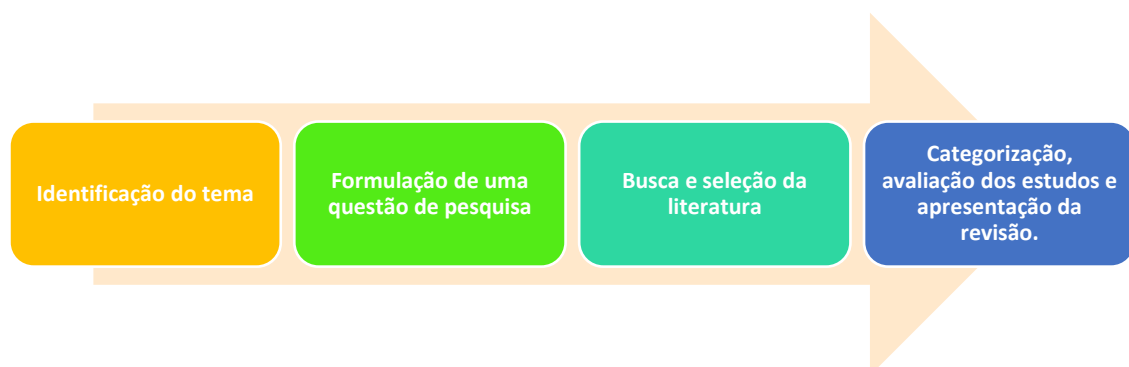 Identificação do tema
Formulação de uma
questão de pesquisa
Busca e seleção da
literatura
Categorização,
avaliação dos estudos e
apresentação da
revisão.